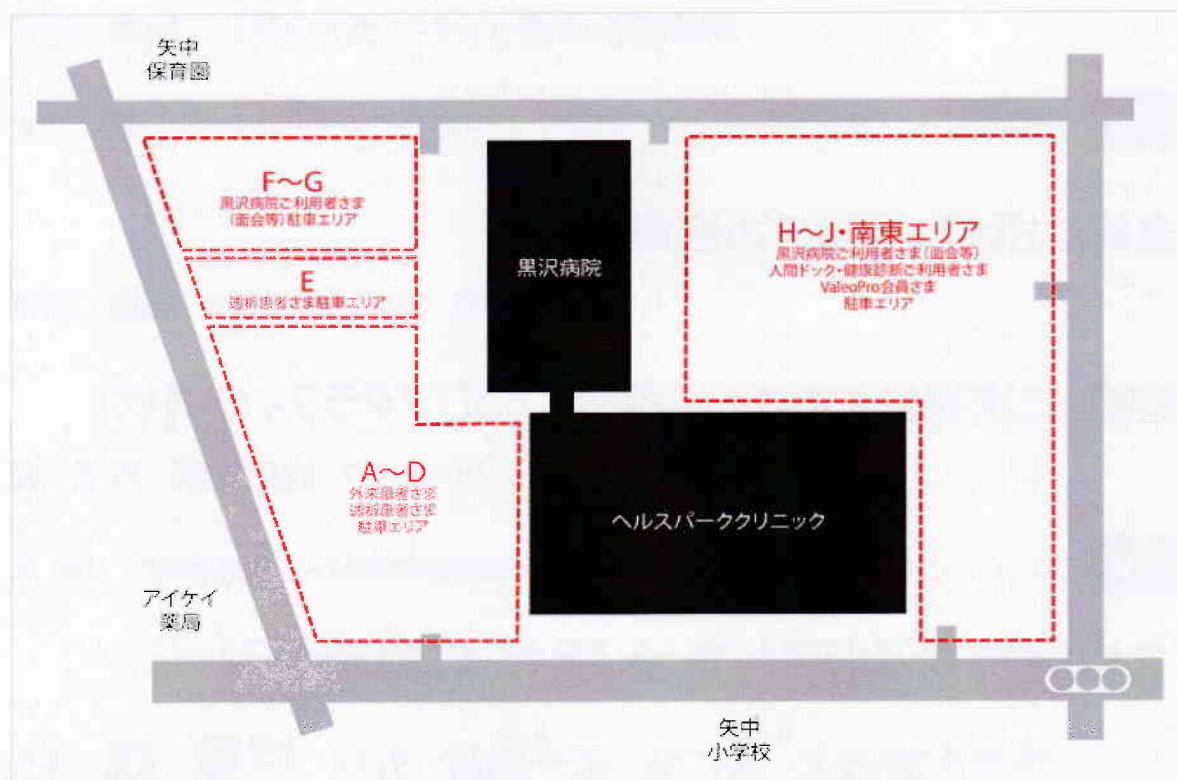 矢中
保育園
F〜G
黒沢病院ご利用者さま
(面会等)駐車エリア
E
透析患者さま駐車エリア
A〜D
外来患者さま
透析患者さま
駐車エリア
黒沢病院
H〜J・南東エリア
黒沢病院ご利用者さま(面会等)
人間ドック・健康診断ご利用者さま
ValeoPro会員さま
駐車エリア
ヘルスパーククリニック
アイケイ
薬局
矢中
小学校